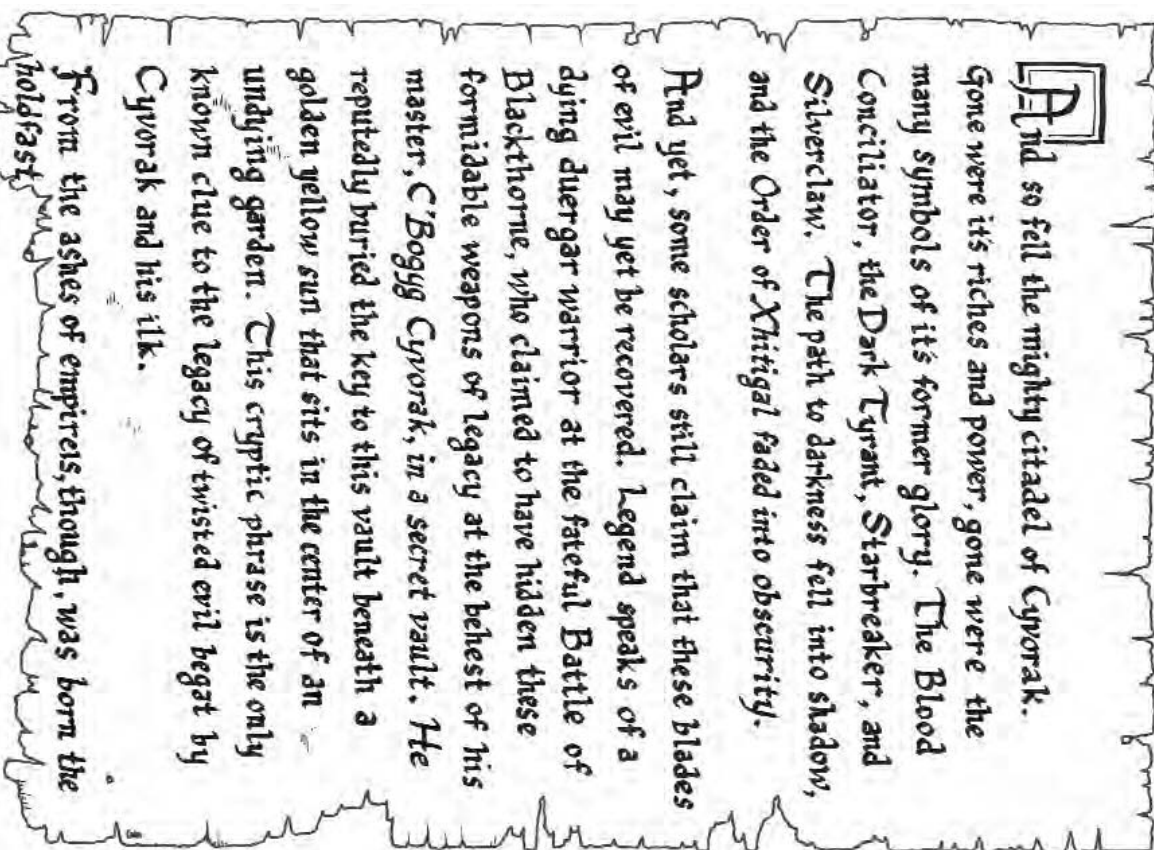 And so fell the mighty citadel of Cyvorak.
Gone were it's riches and power, gone were the
many symbols of it's former glory. The Blood
Conciliator, the Dark Tyrant, Starbreaker, and
Silverclaw. The path to darkness fell into shadow,
and the Order of Xhitigal faded into obscurity.
And yet, some scholars still claim that these blades
of evil may yet be recovered. Legend speaks of a
dying duergar warrior at the fateful Battle of
Blackthorne, who claimed to have hidden these
formidable weapons of legacy at the behest of his
master, C'Bogg Cyvorak, in a secret vault. He
reputedly buried the key to this vault beneath a
golden yellow sun that sits in the center of an
undying garden. This cryptic phrase is the only
known clue to the legacy of twisted evil begat by
Cyvorak and his ilk.
From the ashes of empires, though, was born the
holdfast